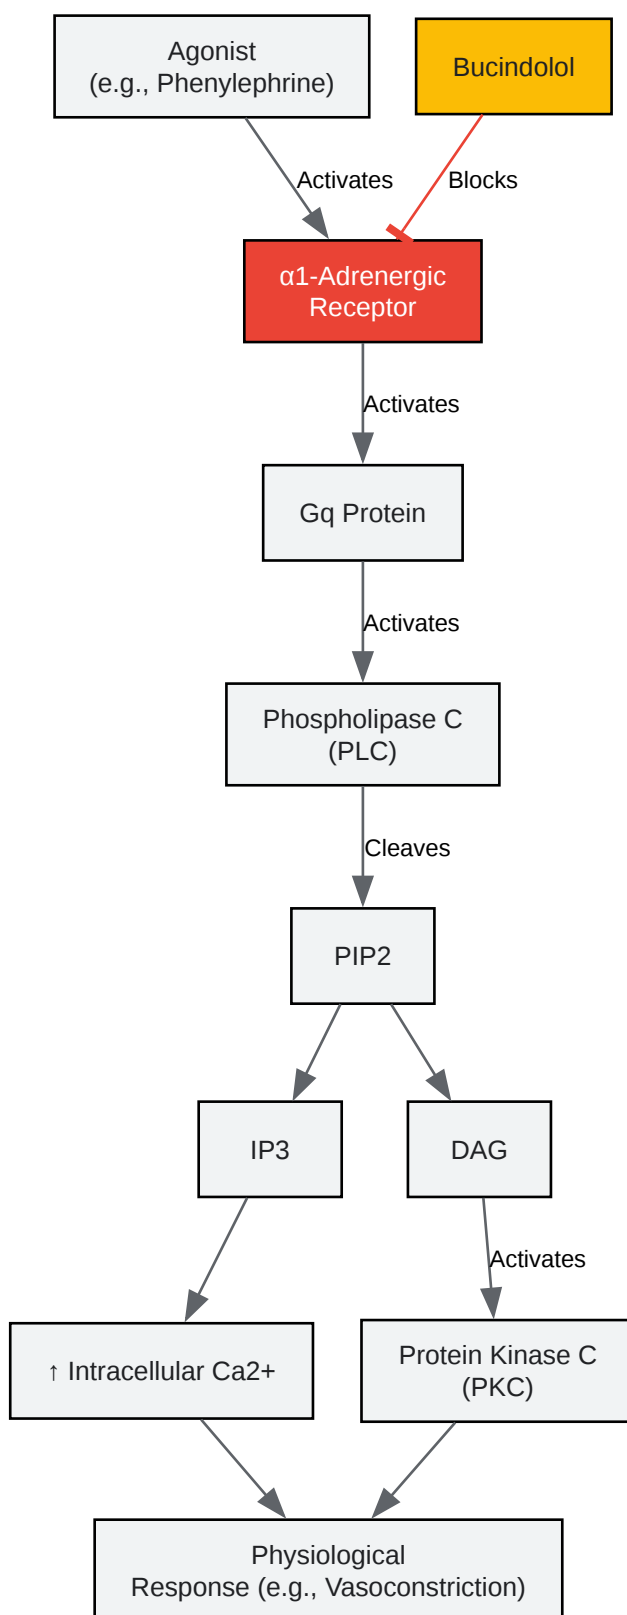 Agonist
(e.g., Phenylephrine)
Bucindolol
Activates
Blocks
α1-Adrenergic
Receptor
Activates
Gq Protein
Activates
Phospholipase C
(PLC)
Cleaves
PIP2
IP3
DAG
Activates
↑ Intracellular Ca2+
Protein Kinase C
(PKC)
Physiological
Response (e.g., Vasoconstriction)